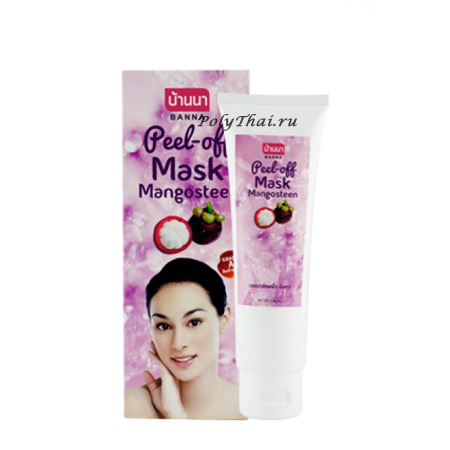 บ้านนา
BANNA
PolyThai.ru
Peel-off
Mask
Mangosteen
GRADE
A
บ้านนา
BANNA
Peel-off
Mask
Mangosteen